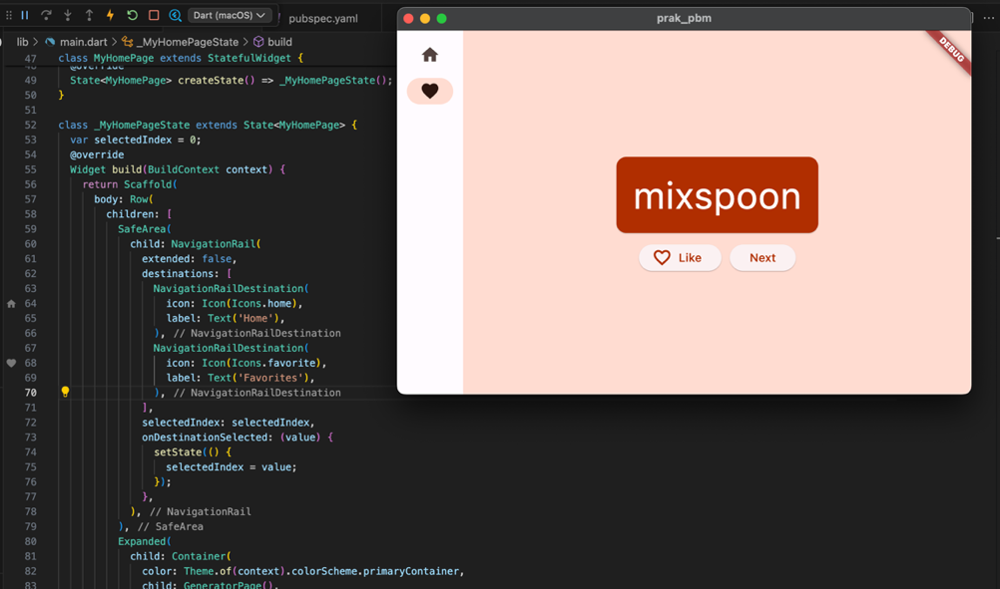 Dart (macOS)
pubspec.yaml
lib > main.dart > _MyHomePageState > build
47 class MyHomePage extends StatefulWidget {
48 @override
49 State<MyHomePage> createState() => _MyHomePageState();
50 }
51
52 class _MyHomePageState extends State<MyHomePage> {
53 var selectedIndex = 0;
54 @override
55 Widget build(BuildContext context) {
56 return Scaffold(
57 body: Row(
58 children: [
59 SafeArea(
60 child: NavigationRail(
61 extended: false,
62 destinations: [
63 NavigationRailDestination(
64 icon: Icon(Icons.home),
65 label: Text('Home'),
66 ), // NavigationRailDestination
67 NavigationRailDestination(
68 icon: Icon(Icons.favorite),
69 label: Text('Favorites'),
70 ), // NavigationRailDestination
71 ],
72 selectedIndex: selectedIndex,
73 onDestinationSelected: (value) {
74 setState(() {
75 selectedIndex = value;
76 });
77 },
78 ), // NavigationRail
79 ), // SafeArea
80 Expanded(
81 child: Container(
82 color: Theme.of(context).colorScheme.primaryContainer,
83 child: GeneratorPage(),
prak_pbm
DEBUG
mixspoon
Like
Next